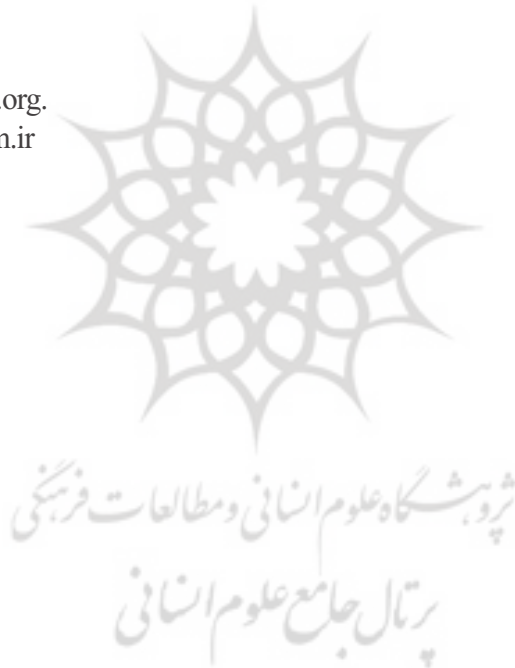 .org.
n.ir
پژوهشگاه علوم انسانی و مطالعات فرهنگی
پرتال جامع علوم انسانی